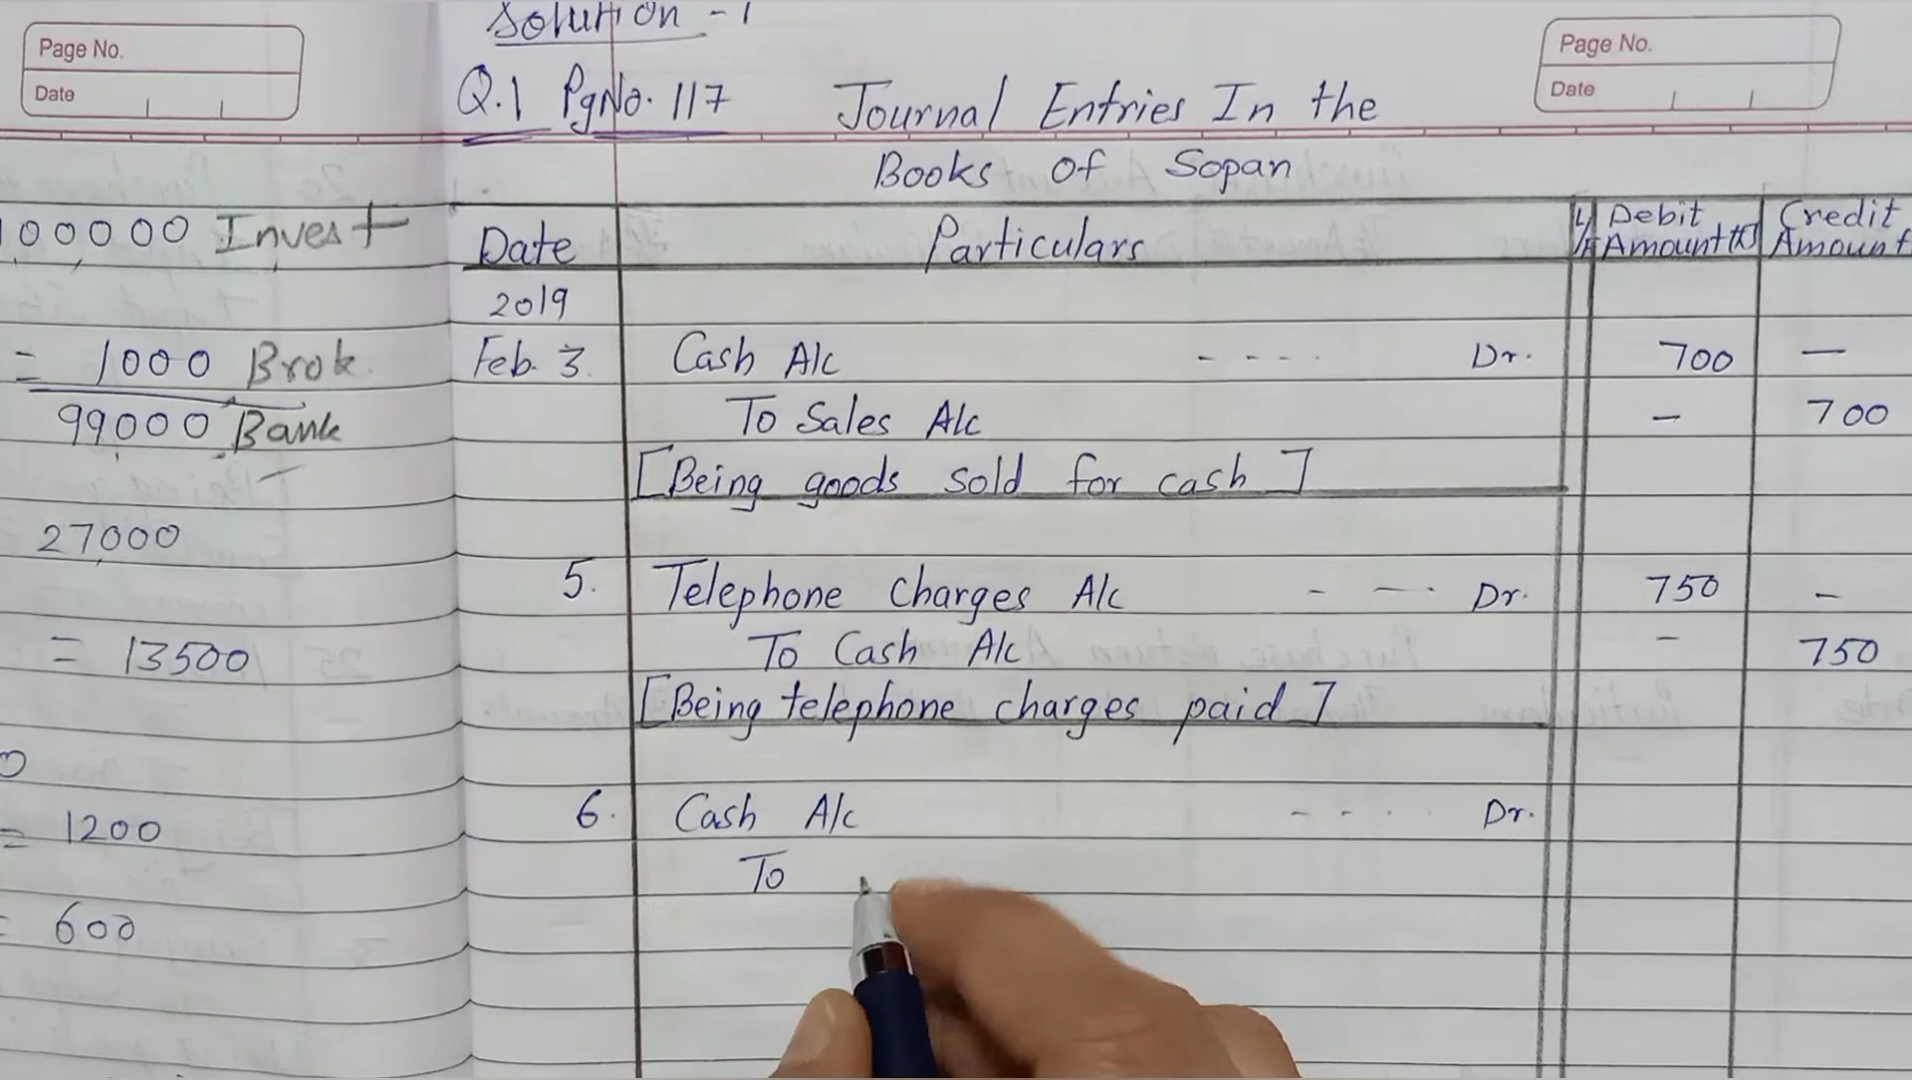 Solution - 1
Page No.
Date
Page No.
Date
Q.1 PgNo. 117 Journal Entries In the
Books of Sopan
100000 Invest
= 1000 Brok.
99000 Bank
27000
= 13500
= 1200
= 600
Date Particulars L/F Debit Amount(₹) Credit Amount
2019
Feb. 3. Cash A/c - - - - Dr. 700 —
To Sales A/c — 700
[Being goods sold for cash]
5. Telephone charges A/c - - - - Dr. 750 —
To Cash A/c - 750
[Being telephone charges paid]
6. Cash A/c - - - - Dr.
To